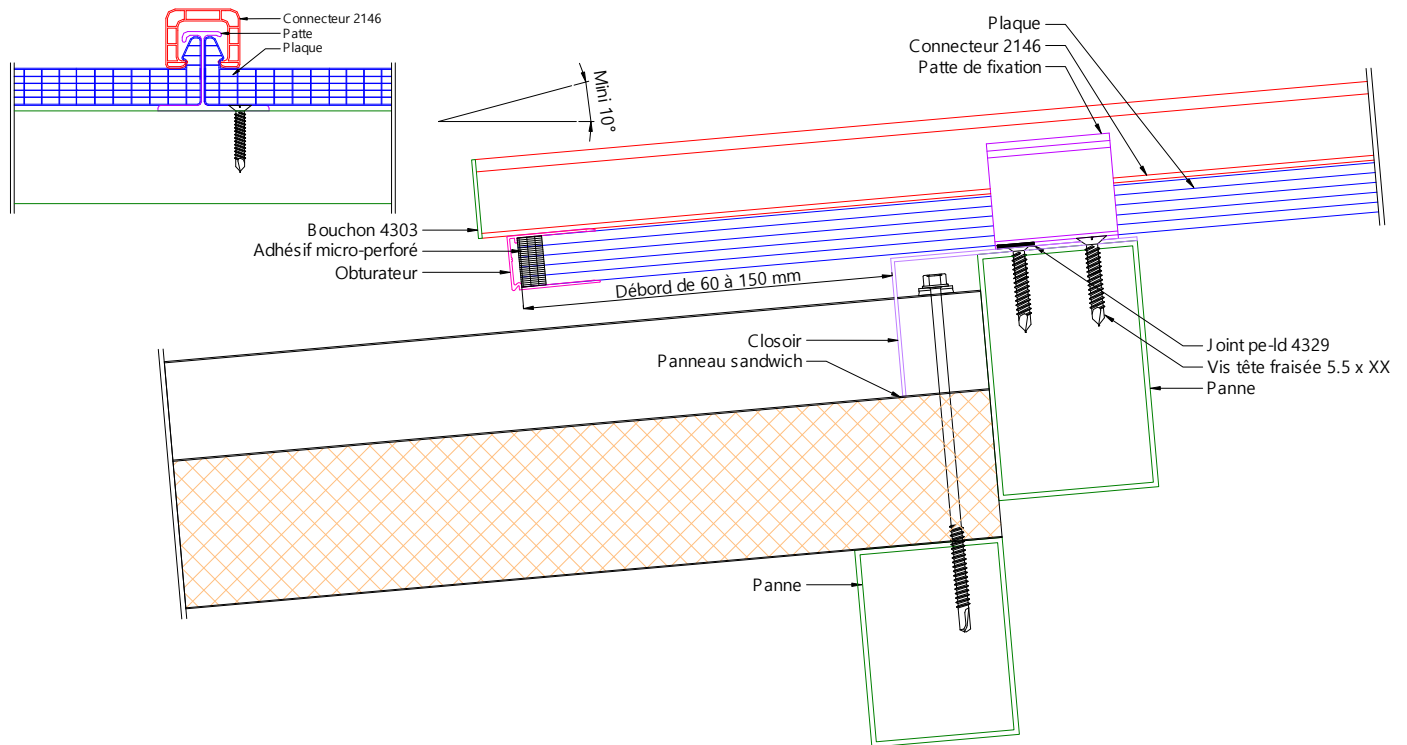 Connecteur 2146
Patte
Plaque
Mini 10°
Plaque
Connecteur 2146
Patte de fixation
Bouchon 4303
Adhésif micro-perforé
Obturateur
Débord de 60 à 150 mm
Closoir
Panneau sandwich
Joint pe-ld 4329
Vis tête fraisée 5.5 x XX
Panne
Panne